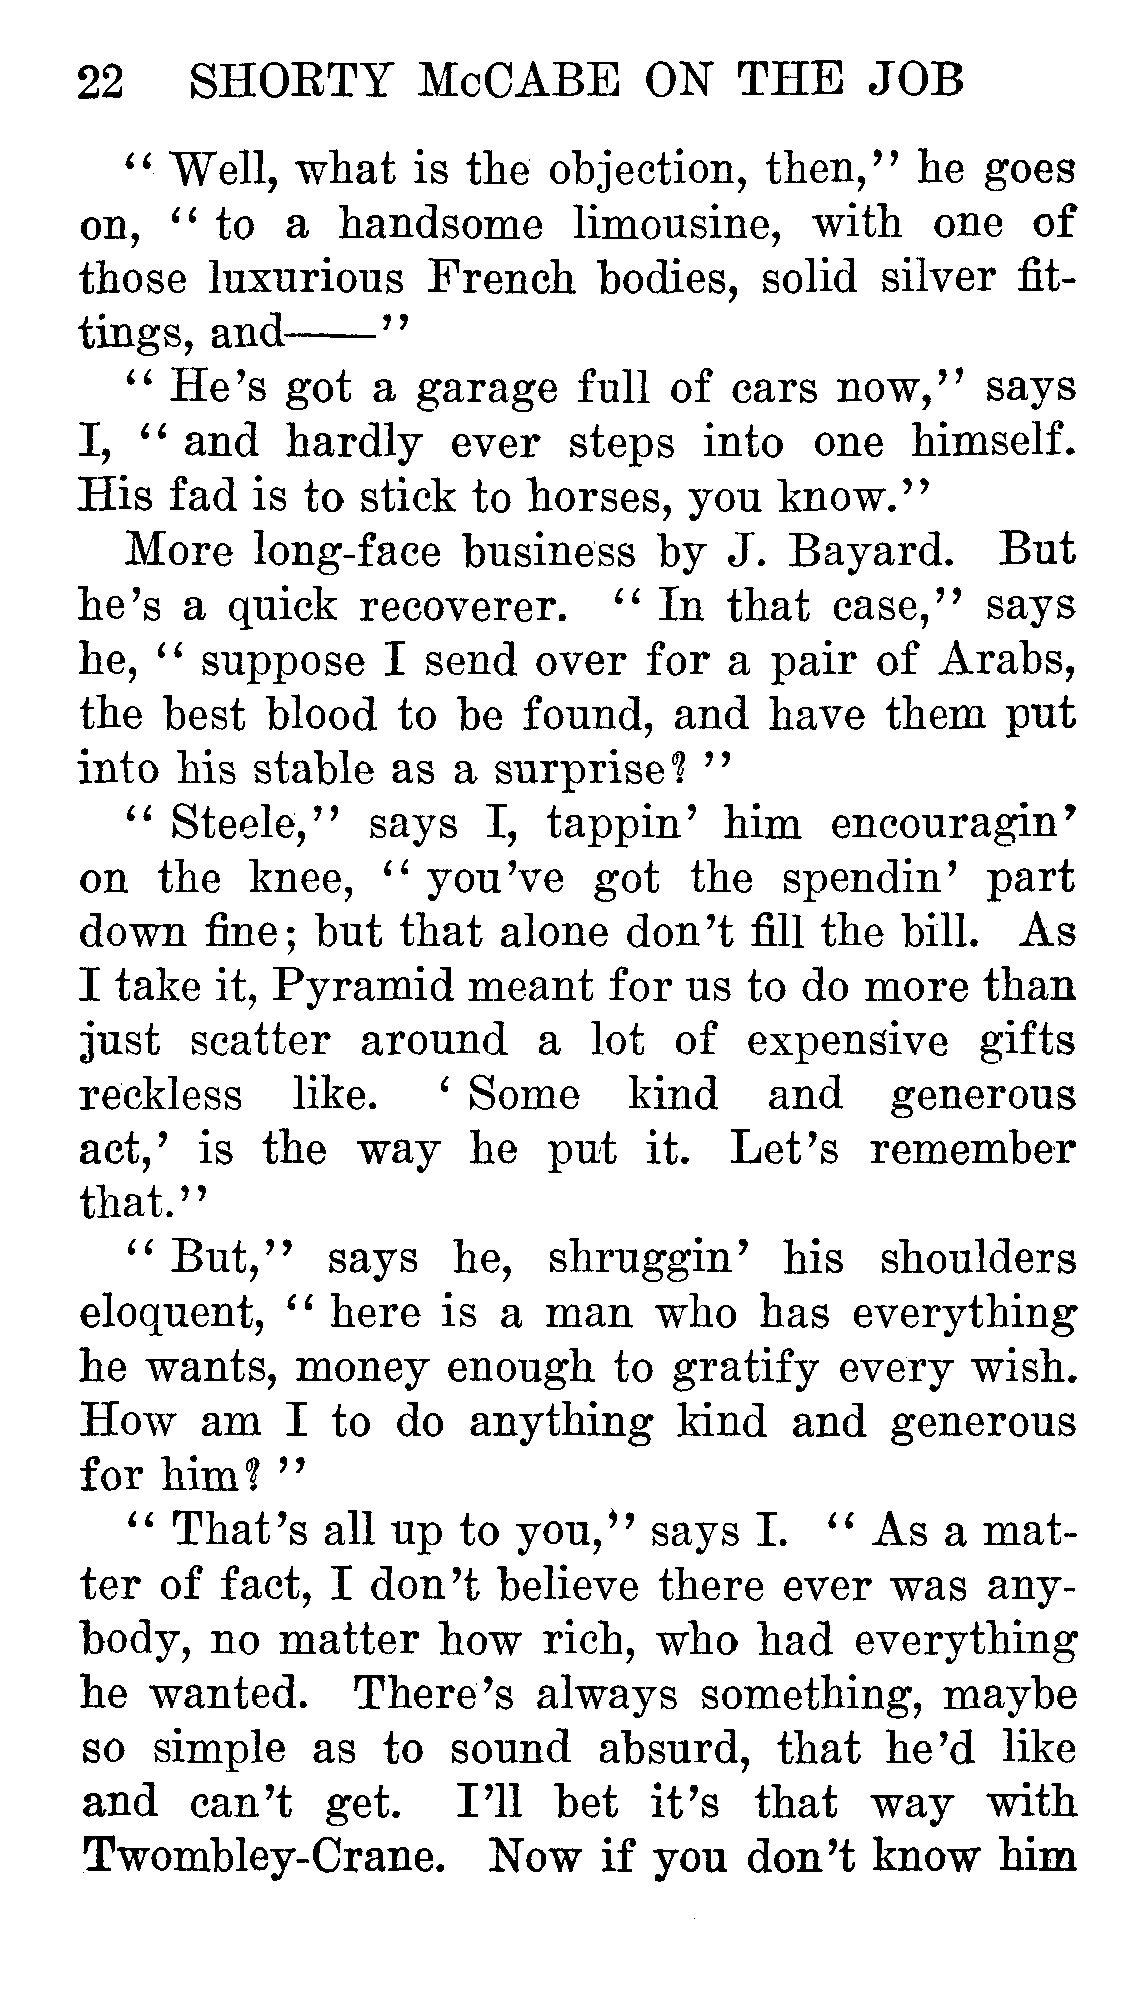 22 SHORTY McCABE ON THE JOB
“ Well, what is the objection, then,” he goes
on, “ to a handsome limousine, with one of
those luxurious French bodies, solid silver fit-
tings, and——”
“ He’s got a garage full of cars now,” says
I, “ and hardly ever steps into one himself.
His fad is to stick to horses, you know.”
More long-face business by J. Bayard. But
he’s a quick recoverer. “ In that case,” says
he, “ suppose I send over for a pair of Arabs,
the best blood to be found, and have them put
into his stable as a surprise? ”
“ Steele,” says I, tappin’ him encouragin’
on the knee, “ you’ve got the spendin’ part
down fine; but that alone don’t fill the bill. As
I take it, Pyramid meant for us to do more than
just scatter around a lot of expensive gifts
reckless like. ‘ Some kind and generous
act,’ is the way he put it. Let’s remember
that.”
“ But,” says he, shruggin’ his shoulders
eloquent, “ here is a man who has everything
he wants, money enough to gratify every wish.
How am I to do anything kind and generous
for him? ”
“ That’s all up to you,” says I. “ As a mat-
ter of fact, I don’t believe there ever was any-
body, no matter how rich, who had everything
he wanted. There’s always something, maybe
so simple as to sound absurd, that he’d like
and can’t get. I’ll bet it’s that way with
Twombley-Crane. Now if you don’t know him